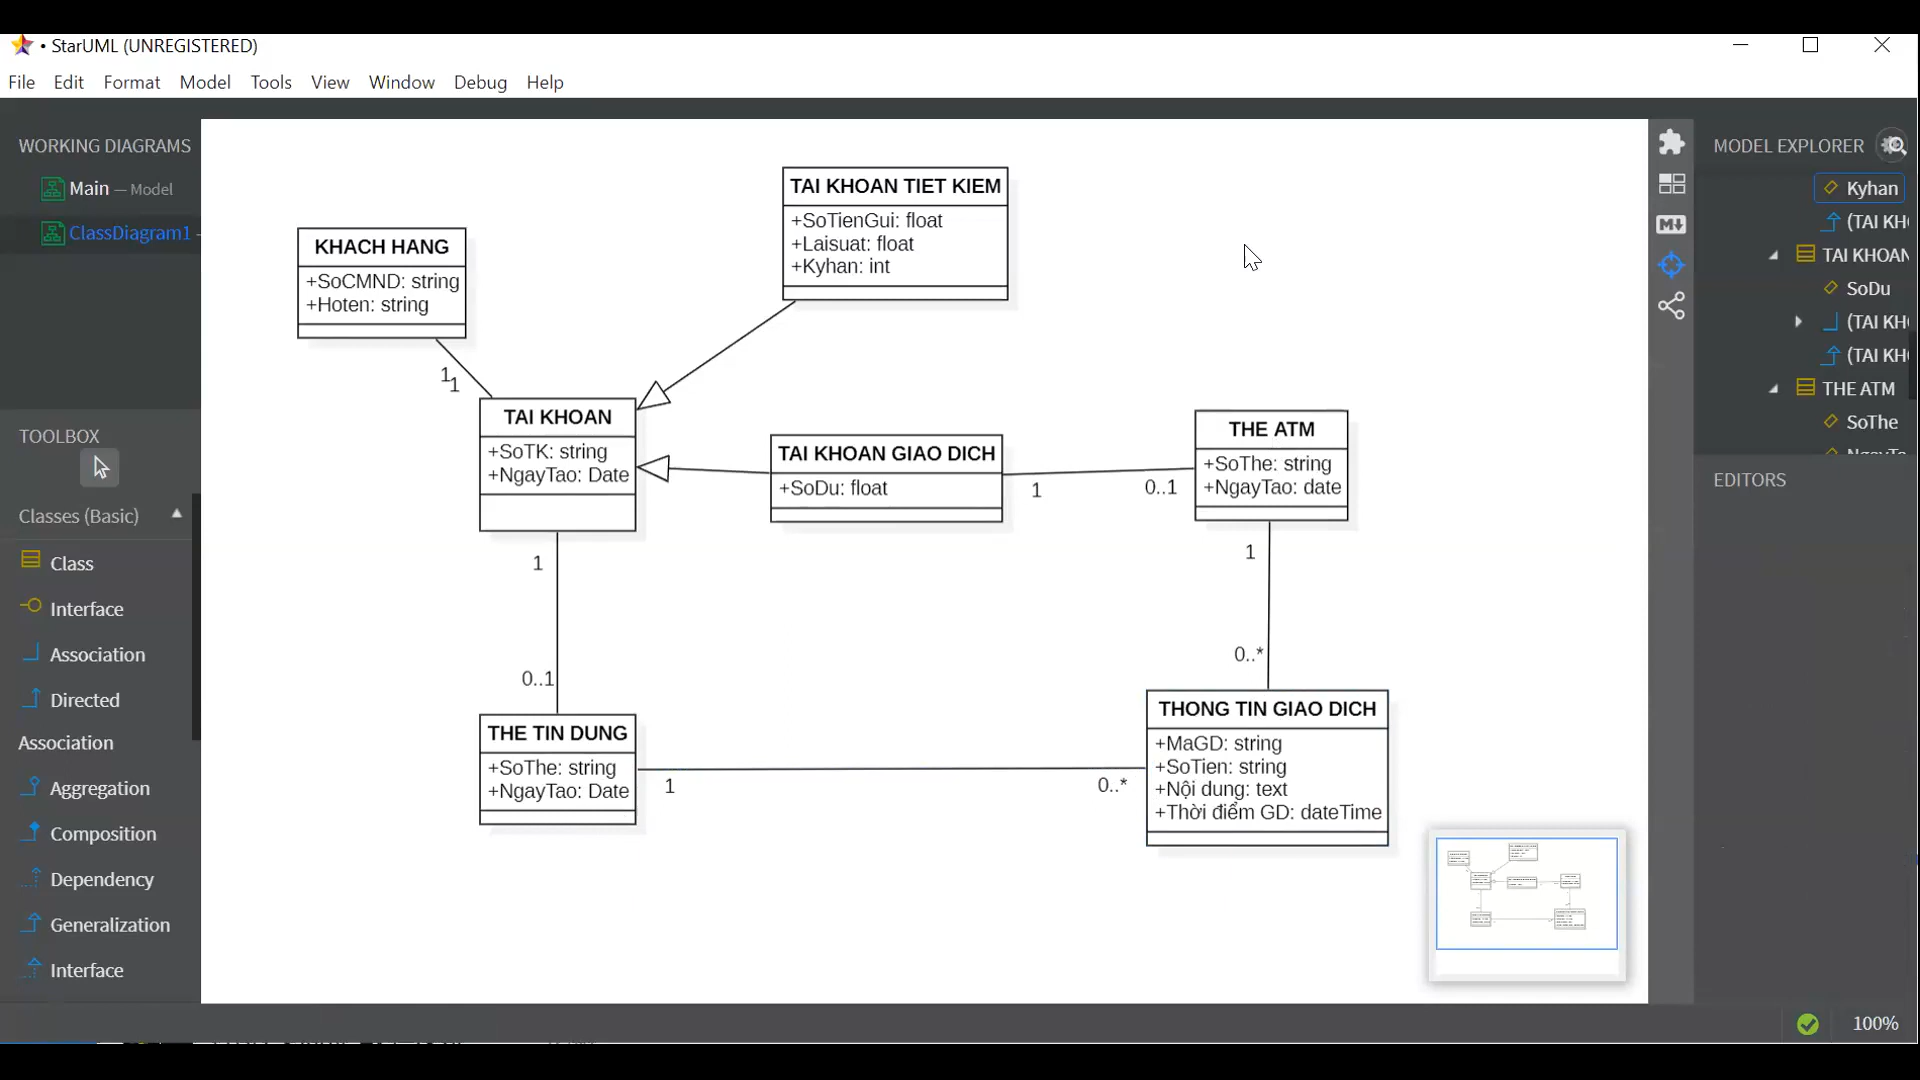 • StarUML (UNREGISTERED)
File Edit Format Model Tools View Window Debug Help
WORKING DIAGRAMS
Main — Model
ClassDiagram1 –
TOOLBOX
Classes (Basic)
Class
Interface
Association
Directed
Association
Aggregation
Composition
Dependency
Generalization
Interface
KHACH HANG
+SoCMND: string
+Hoten: string
1
1
TAI KHOAN TIET KIEM
+SoTienGui: float
+Laisuat: float
+Kyhan: int
TAI KHOAN
+SoTK: string
+NgayTao: Date
TAI KHOAN GIAO DICH
+SoDu: float
1
0..1
THE ATM
+SoThe: string
+NgayTao: date
1
0..1
1
0..*
THE TIN DUNG
+SoThe: string
+NgayTao: Date
1
0..*
THONG TIN GIAO DICH
+MaGD: string
+SoTien: string
+Nội dung: text
+Thời điểm GD: dateTime
MODEL EXPLORER
Kyhan
(TAI KH
TAI KHOAN
SoDu
(TAI KH
(TAI KH
THE ATM
SoThe
EDITORS
100%